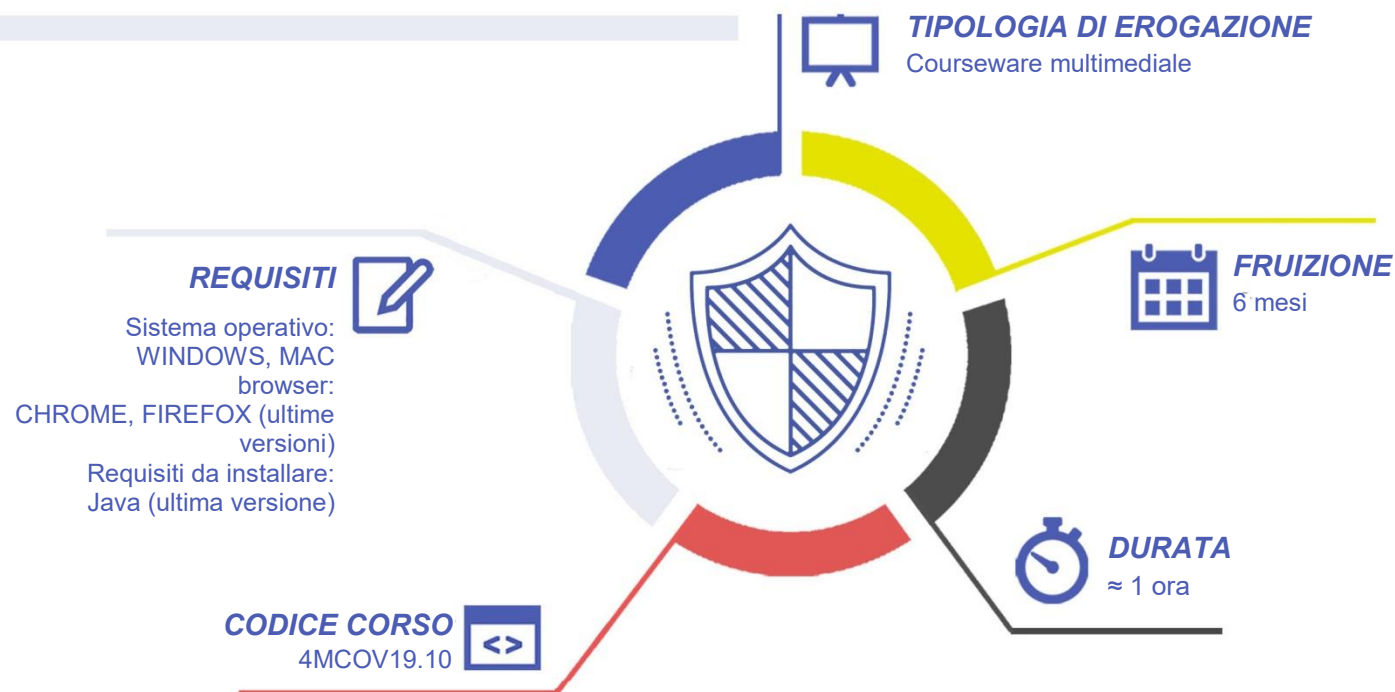 TIPOLOGIA DI EROGAZIONE
Courseware multimediale
REQUISITI
Sistema operativo:
WINDOWS, MAC
browser:
CHROME, FIREFOX (ultime
versioni)
Requisiti da installare:
Java (ultima versione)
FRUIZIONE
6 mesi
DURATA
≈ 1 ora
CODICE CORSO
4MCOV19.10
<>